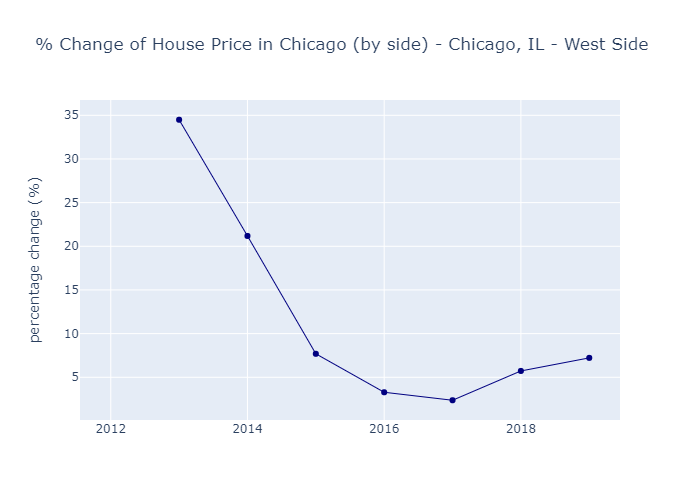 % Change of House Price in Chicago (by side) - Chicago, IL - West Side
percentage change (%)
35
30
25
20
15
10
5
2012 2014 2016 2018